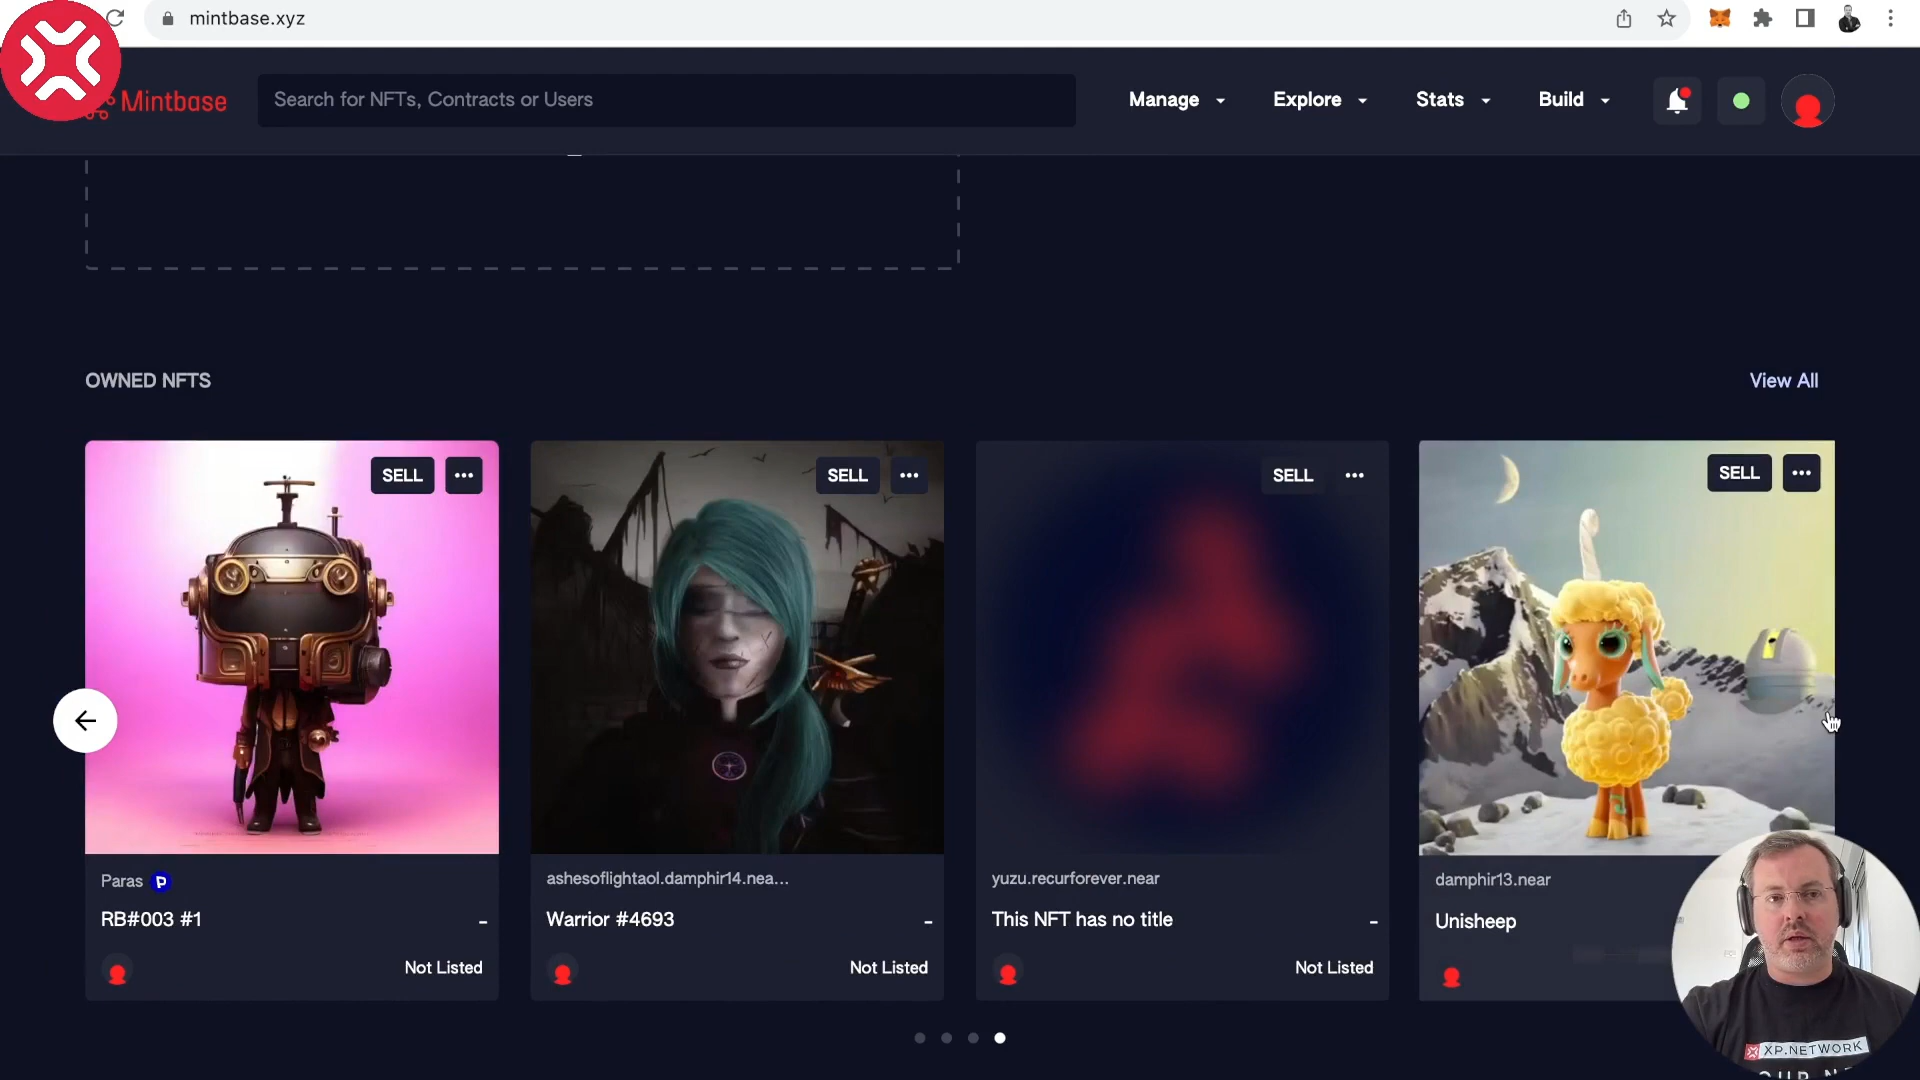 mintbase.xyz
Mintbase
Search for NFTs, Contracts or Users
Manage
Explore
Stats
Build
OWNED NFTS
View All
SELL ...
SELL ...
SELL ...
SELL ...
Paras P
RB#003 #1
-
Not Listed
ashesoflightaol.damphir14.nea...
Warrior #4693
-
Not Listed
yuzu.recurforever.near
This NFT has no title
-
Not Listed
damphir13.near
Unisheep
XP.NETWORK